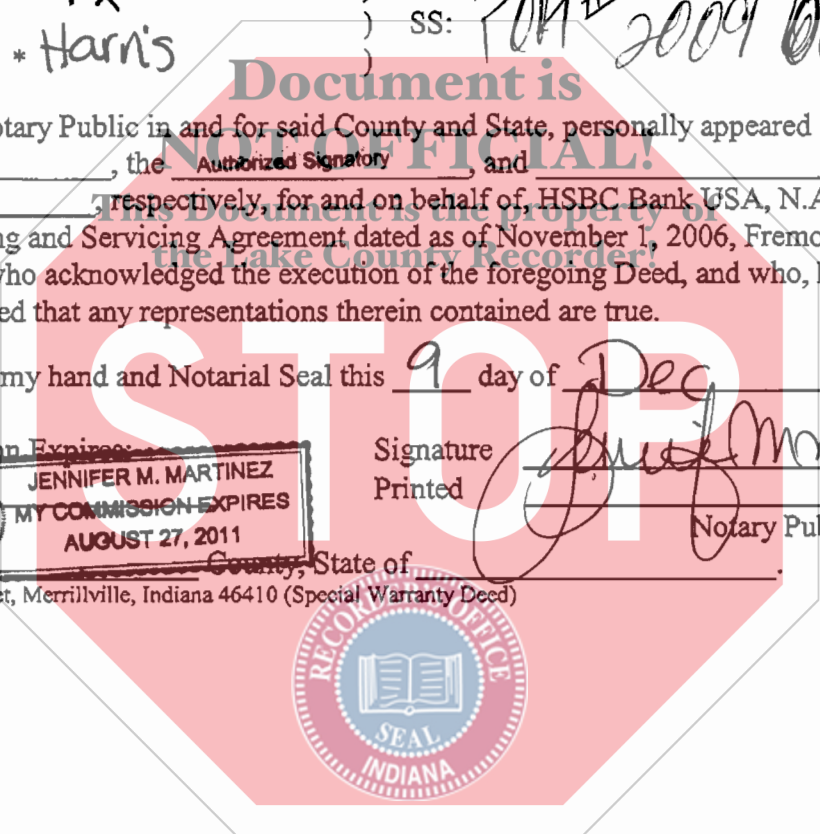 SS:
2009
* Harris
Document is
NOT OFFICIAL!
This Document is the property of
the Lake County Recorder!
otary Public in and for said County and State, personally appeared
, the Authorized Signatory, and
, respectively, for and on behalf of, HSBC Bank USA, N.A
ng and Servicing Agreement dated as of November 1, 2006, Fremo
who acknowledged the execution of the foregoing Deed, and who,
ed that any representations therein contained are true.
STOP
my hand and Notarial Seal this 9 day of Dec
n Expires:
JENNIFER M. MARTINEZ
MY COMMISSION EXPIRES
AUGUST 27, 2011
Signature
Printed
Notary Pub
County, State of
et, Merrillville, Indiana 46410 (Special Warranty Deed)
RECORDER'S OFFICE
SEAL
INDIANA